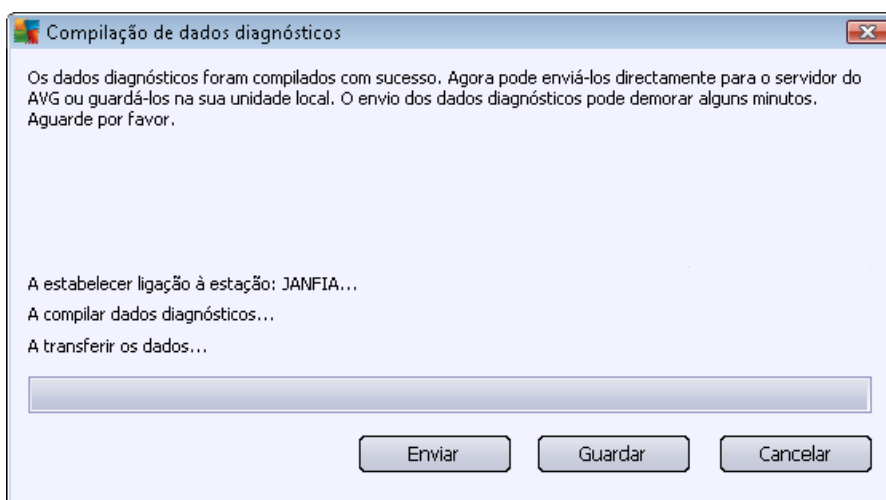 Compilação de dados diagnósticos
Os dados diagnósticos foram compilados com sucesso. Agora pode enviá-los directamente para o servidor do
AVG ou guardá-los na sua unidade local. O envio dos dados diagnósticos pode demorar alguns minutos.
Aguarde por favor.
A estabelecer ligação à estação: JANFIA...
A compilar dados diagnósticos...
A transferir os dados...
Enviar
Guardar
Cancelar